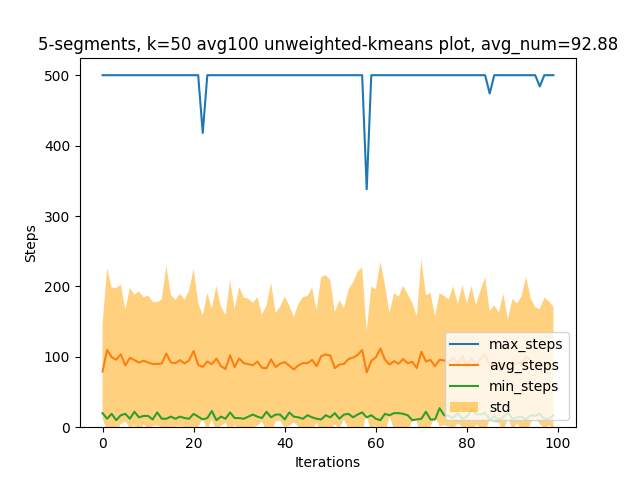 5-segments, k=50 avg100 unweighted-kmeans plot, avg_num=92.88
500
400
300
200
100
0
Steps
max_steps
avg_steps
min_steps
std
0
20
40
60
80
100
Iterations